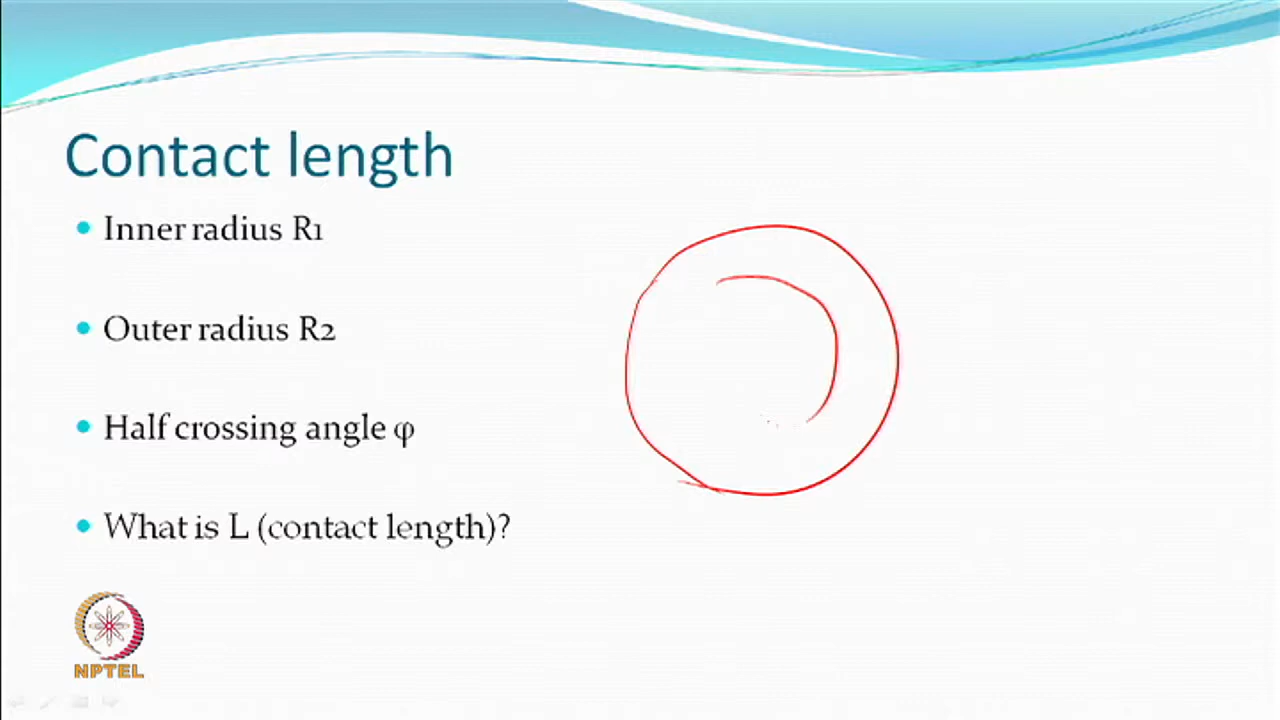 Contact length
Inner radius R1
Outer radius R2
Half crossing angle φ
What is L (contact length)?
NPTEL